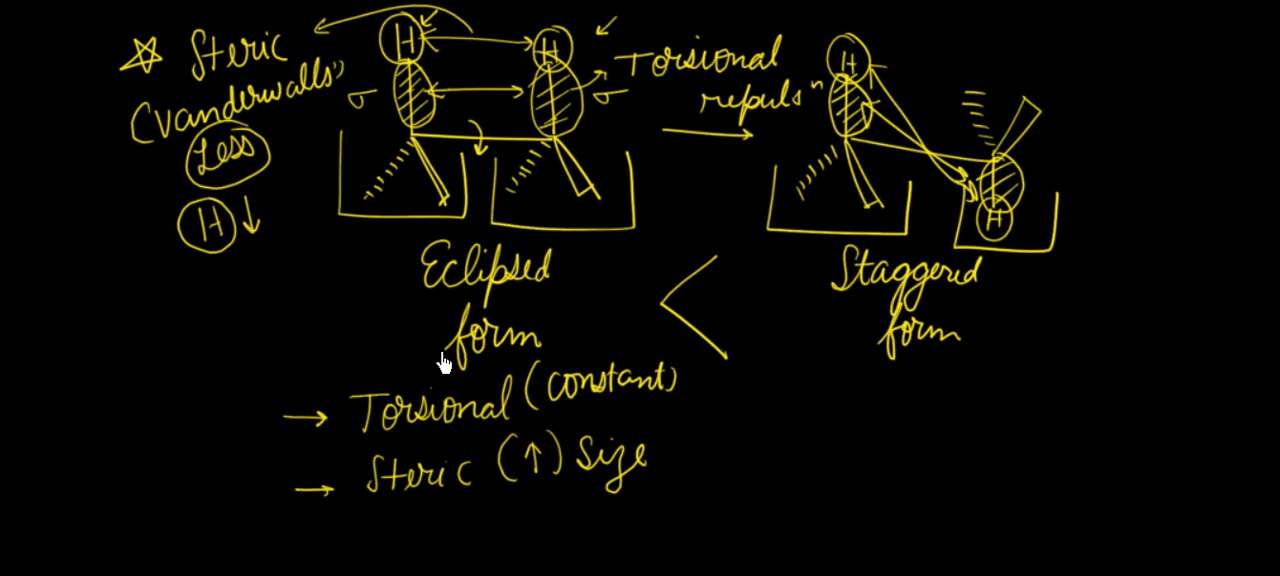 H H H
☆ Steric
(vanderwalls)
Torsional
repulsⁿ
σ σ
Less
H ↓
H
Eclipsed
form
<
Staggered
form
→ Torsional (constant)
→ Steric (↑) Size